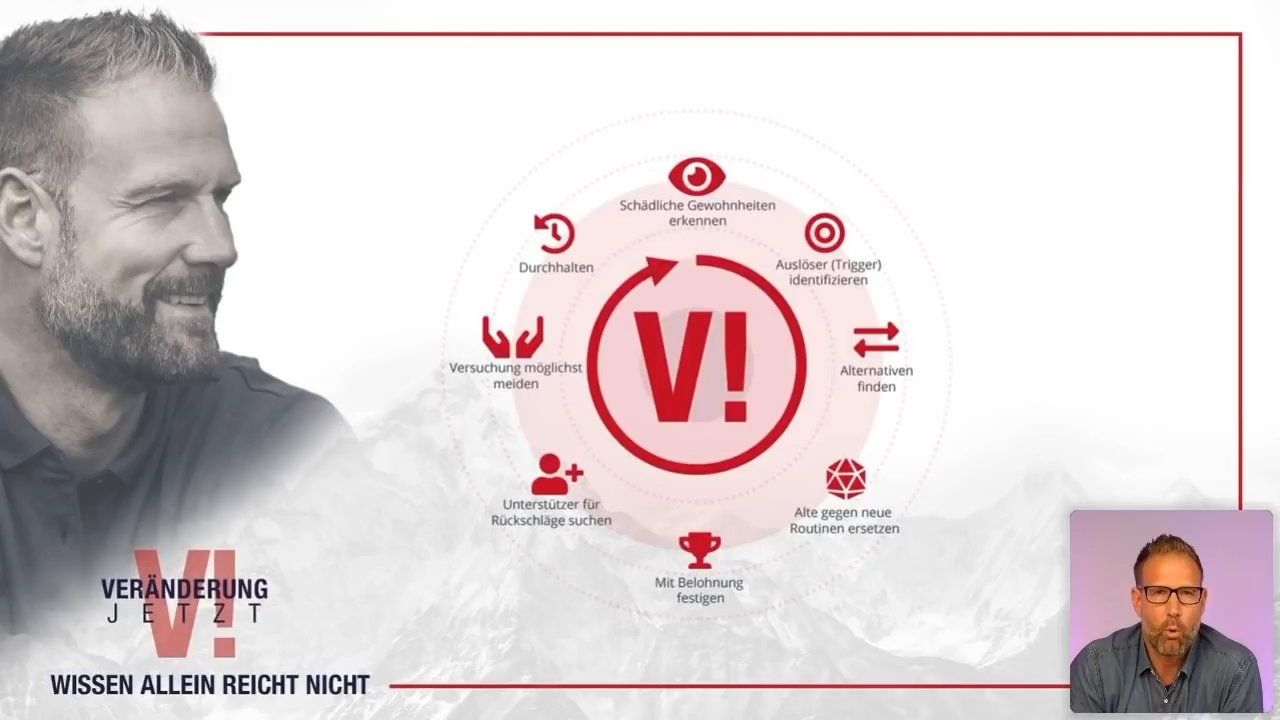 Schädliche Gewohnheiten
erkennen
Auslöser (Trigger)
identifizieren
Alternativen
finden
Alte gegen neue
Routinen ersetzen
Mit Belohnung
festigen
Unterstützer für
Rückschläge suchen
Versuchung möglichst
meiden
Durchhalten
V!
V!
VERÄNDERUNG
JETZT
WISSEN ALLEIN REICHT NICHT